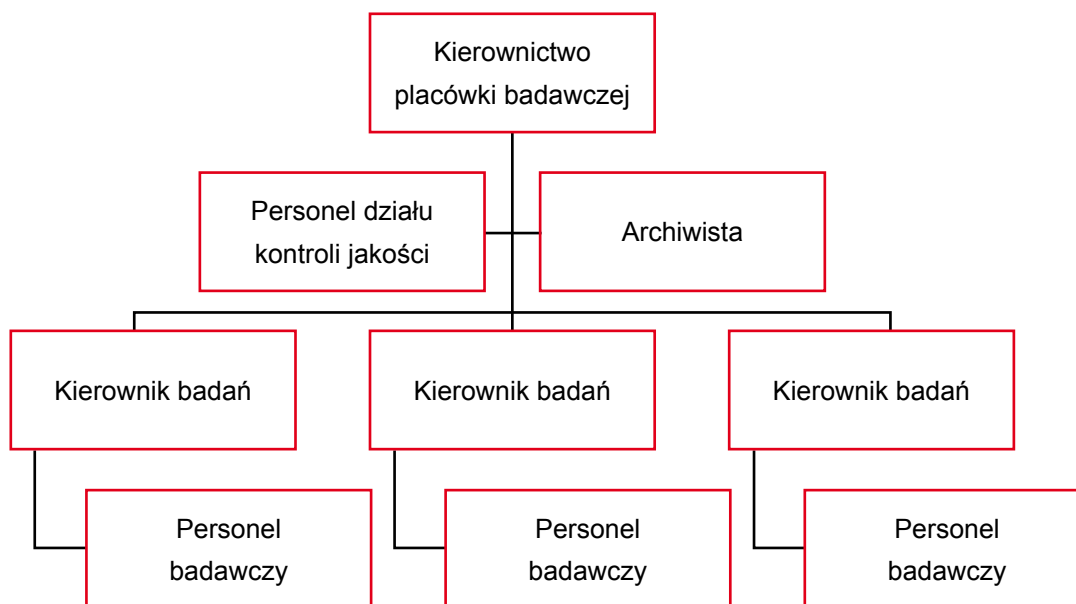 Kierownictwo
placówki badawczej
Personel działu
kontroli jakości
Archiwista
Kierownik badań
Kierownik badań
Kierownik badań
Personel
badawczy
Personel
badawczy
Personel
badawczy